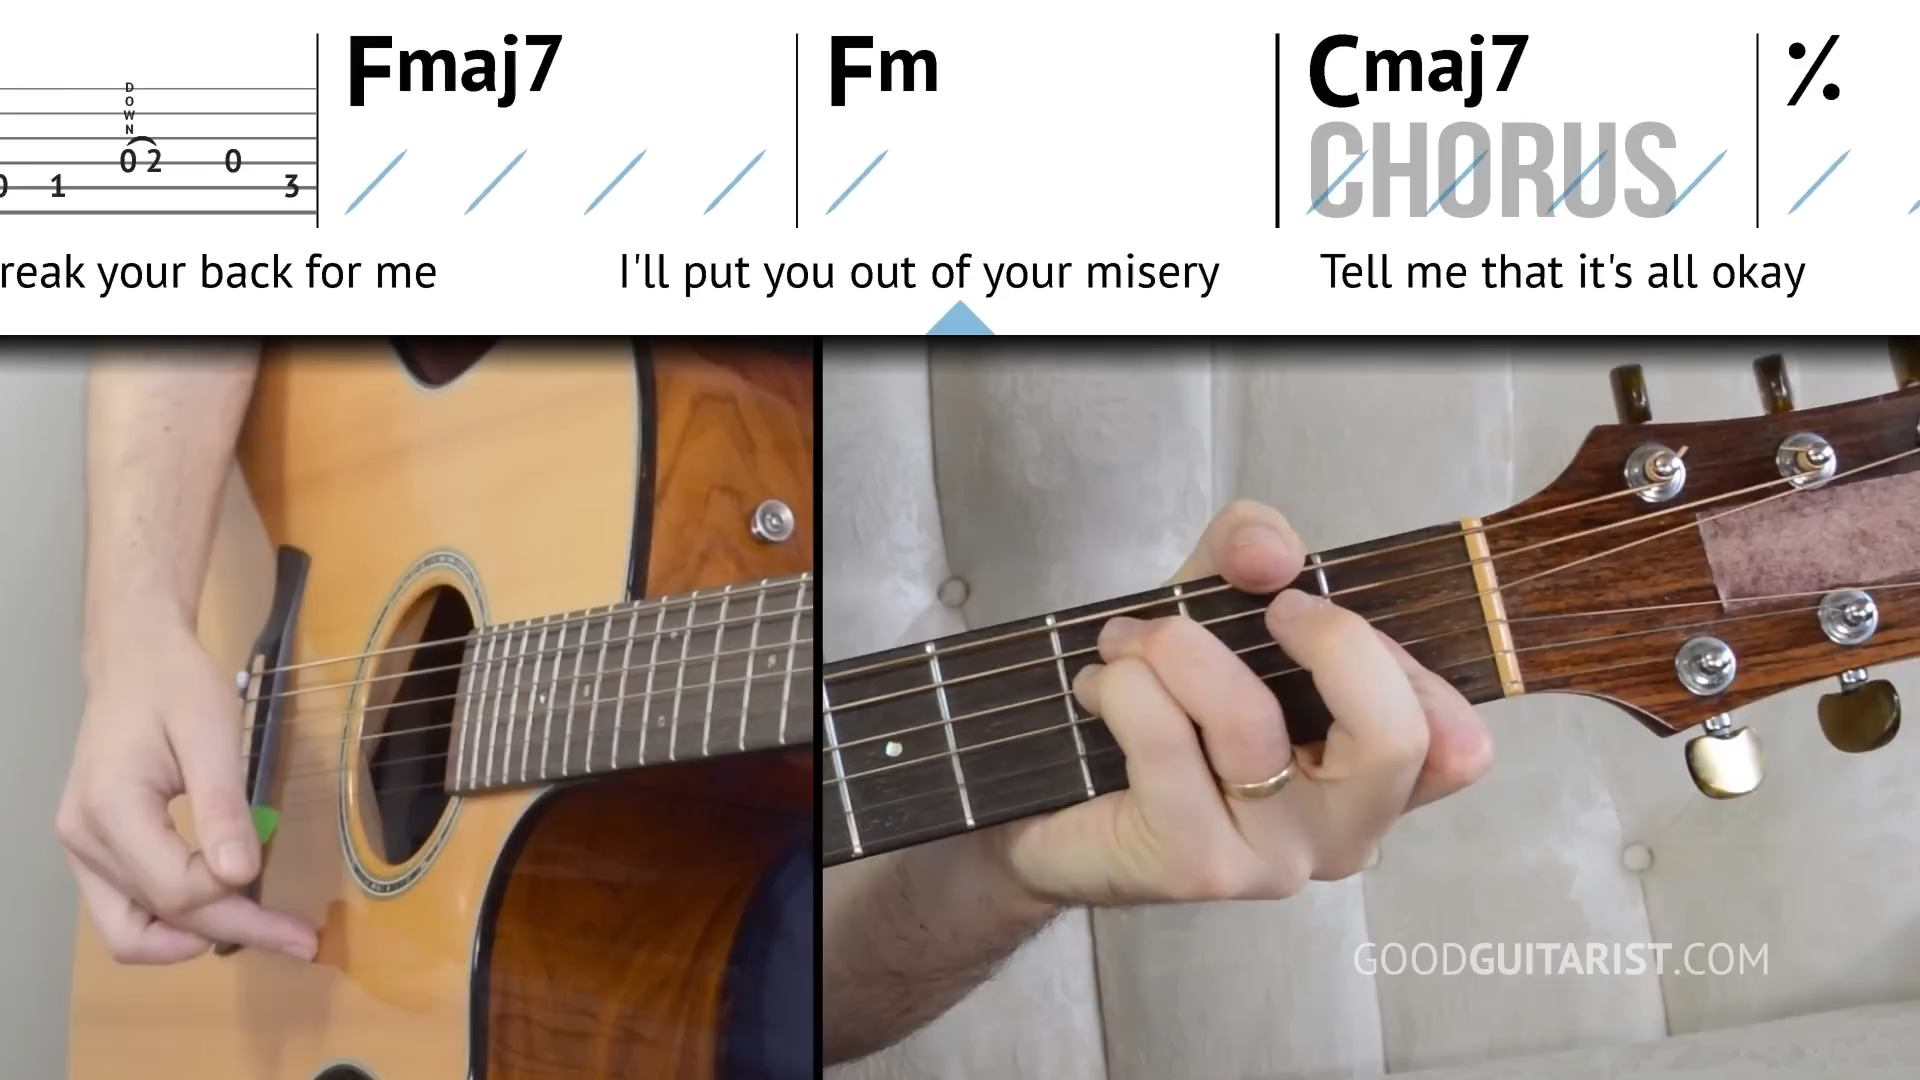 Fmaj7 Fm Cmaj7 ٪
CHORUS
DOWN
0 2 0
1 3
reak your back for me I'll put you out of your misery Tell me that it's all okay
GOODGUITARIST.COM